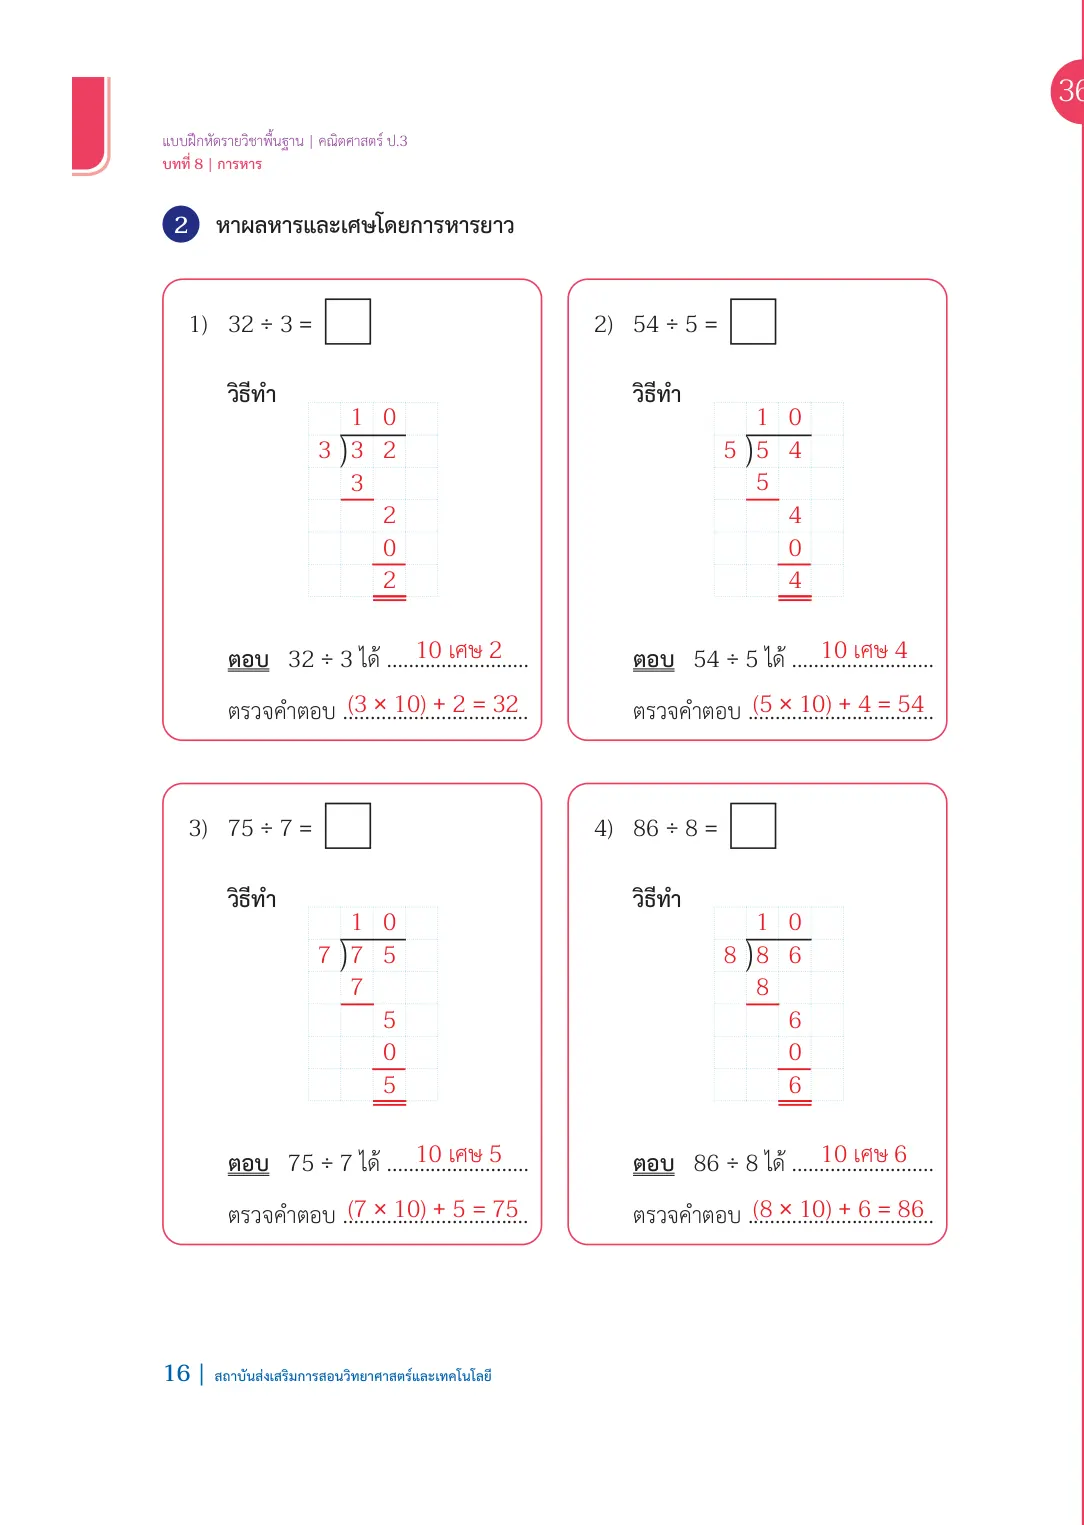 36
แบบฝึกหัดรายวิชาพื้นฐาน | คณิตศาสตร์ ป.3
บทที่ 8 | การหาร
2 หาผลหารและเศษโดยการหารยาว
1) 32 ÷ 3 =
วิธีทำ
1 0
3 ) 3 2
3
2
0
2
ตอบ 32 ÷ 3 ได้ 10 เศษ 2
ตรวจคำตอบ (3 × 10) + 2 = 32
2) 54 ÷ 5 =
วิธีทำ
1 0
5 ) 5 4
5
4
0
4
ตอบ 54 ÷ 5 ได้ 10 เศษ 4
ตรวจคำตอบ (5 × 10) + 4 = 54
3) 75 ÷ 7 =
วิธีทำ
1 0
7 ) 7 5
7
5
0
5
ตอบ 75 ÷ 7 ได้ 10 เศษ 5
ตรวจคำตอบ (7 × 10) + 5 = 75
4) 86 ÷ 8 =
วิธีทำ
1 0
8 ) 8 6
8
6
0
6
ตอบ 86 ÷ 8 ได้ 10 เศษ 6
ตรวจคำตอบ (8 × 10) + 6 = 86
16 | สถาบันส่งเสริมการสอนวิทยาศาสตร์และเทคโนโลยี